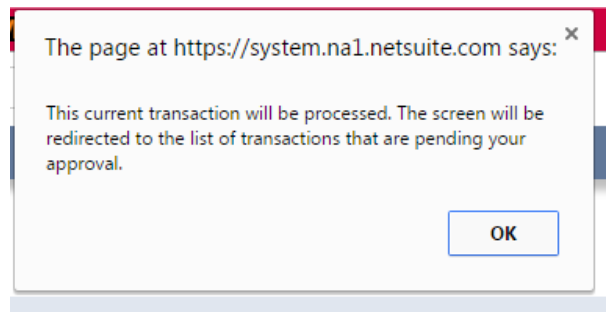 The page at https://system.na1.netsuite.com says:
This current transaction will be processed. The screen will be
redirected to the list of transactions that are pending your
approval.
OK